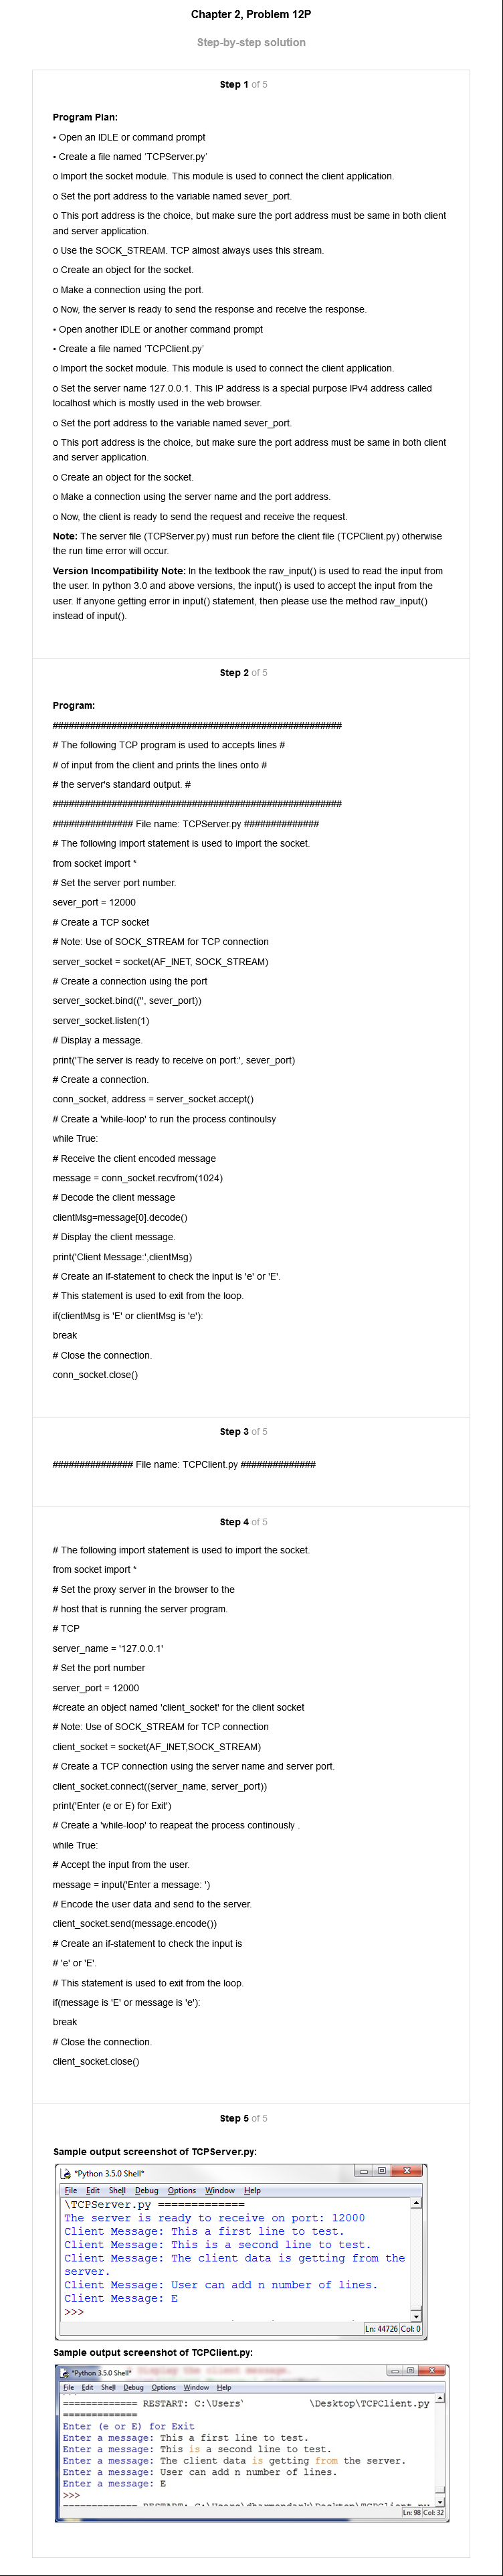 Chapter 2, Problem 12P
Step-by-step solution
Step 1 of 5
Program Plan:
• Open an IDLE or command prompt
• Create a file named 'TCPServer.py'
o Import the socket module. This module is used to connect the client application.
o Set the port address to the variable named sever_port.
o This port address is the choice, but make sure the port address must be same in both client
and server application.
o Use the SOCK_STREAM. TCP almost always uses this stream.
o Create an object for the socket.
o Make a connection using the port.
o Now, the server is ready to send the response and receive the response.
• Open another IDLE or another command prompt
• Create a file named 'TCPClient.py'
o Import the socket module. This module is used to connect the client application.
o Set the server name 127.0.0.1. This IP address is a special purpose IPv4 address called
localhost which is mostly used in the web browser.
o Set the port address to the variable named sever_port.
o This port address is the choice, but make sure the port address must be same in both client
and server application.
o Create an object for the socket.
o Make a connection using the server name and the port address.
o Now, the client is ready to send the request and receive the request.
Note: The server file (TCPServer.py) must run before the client file (TCPClient.py) otherwise
the run time error will occur.
Version Incompatibility Note: In the textbook the raw_input() is used to read the input from
the user. In python 3.0 and above versions, the input() is used to accept the input from the
user. If anyone getting error in input() statement, then please use the method raw_input()
instead of input().
Step 2 of 5
Program:
######################################################
# The following TCP program is used to accepts lines #
# of input from the client and prints the lines onto #
# the server's standard output. #
######################################################
############### File name: TCPServer.py ##############
# The following import statement is used to import the socket.
from socket import *
# Set the server port number.
sever_port = 12000
# Create a TCP socket
# Note: Use of SOCK_STREAM for TCP connection
server_socket = socket(AF_INET, SOCK_STREAM)
# Create a connection using the port
server_socket.bind(('', sever_port))
server_socket.listen(1)
# Display a message.
print('The server is ready to receive on port:', sever_port)
# Create a connection.
conn_socket, address = server_socket.accept()
# Create a 'while-loop' to run the process continoulsy
while True:
# Receive the client encoded message
message = conn_socket.recvfrom(1024)
# Decode the client message
clientMsg=message[0].decode()
# Display the client message.
print('Client Message:',clientMsg)
# Create an if-statement to check the input is 'e' or 'E'.
# This statement is used to exit from the loop.
if(clientMsg is 'E' or clientMsg is 'e'):
break
# Close the connection.
conn_socket.close()
Step 3 of 5
############### File name: TCPClient.py ##############
Step 4 of 5
# The following import statement is used to import the socket.
from socket import *
# Set the proxy server in the browser to the
# host that is running the server program.
# TCP
server_name = '127.0.0.1'
# Set the port number
server_port = 12000
#create an object named 'client_socket' for the client socket
# Note: Use of SOCK_STREAM for TCP connection
client_socket = socket(AF_INET,SOCK_STREAM)
# Create a TCP connection using the server name and server port.
client_socket.connect((server_name, server_port))
print('Enter (e or E) for Exit')
# Create a 'while-loop' to reapeat the process continously .
while True:
# Accept the input from the user.
message = input('Enter a message: ')
# Encode the user data and send to the server.
client_socket.send(message.encode())
# Create an if-statement to check the input is
# 'e' or 'E'.
# This statement is used to exit from the loop.
if(message is 'E' or message is 'e'):
break
# Close the connection.
client_socket.close()
Step 5 of 5
Sample output screenshot of TCPServer.py:
*Python 3.5.0 Shell*
File Edit Shell Debug Options Window Help
\TCPServer.py =============
The server is ready to receive on port: 12000
Client Message: This a first line to test.
Client Message: This is a second line to test.
Client Message: The client data is getting from the
server.
Client Message: User can add n number of lines.
Client Message: E
>>>
Ln: 44726 Col: 0
Sample output screenshot of TCPClient.py:
*Python 3.5.0 Shell*
File Edit Shell Debug Options Window Help
============= RESTART: C:\Users' \Desktop\TCPClient.py
=============
Enter (e or E) for Exit
Enter a message: This a first line to test.
Enter a message: This is a second line to test.
Enter a message: The client data is getting from the server.
Enter a message: User can add n number of lines.
Enter a message: E
>>>
Ln: 98 Col: 32